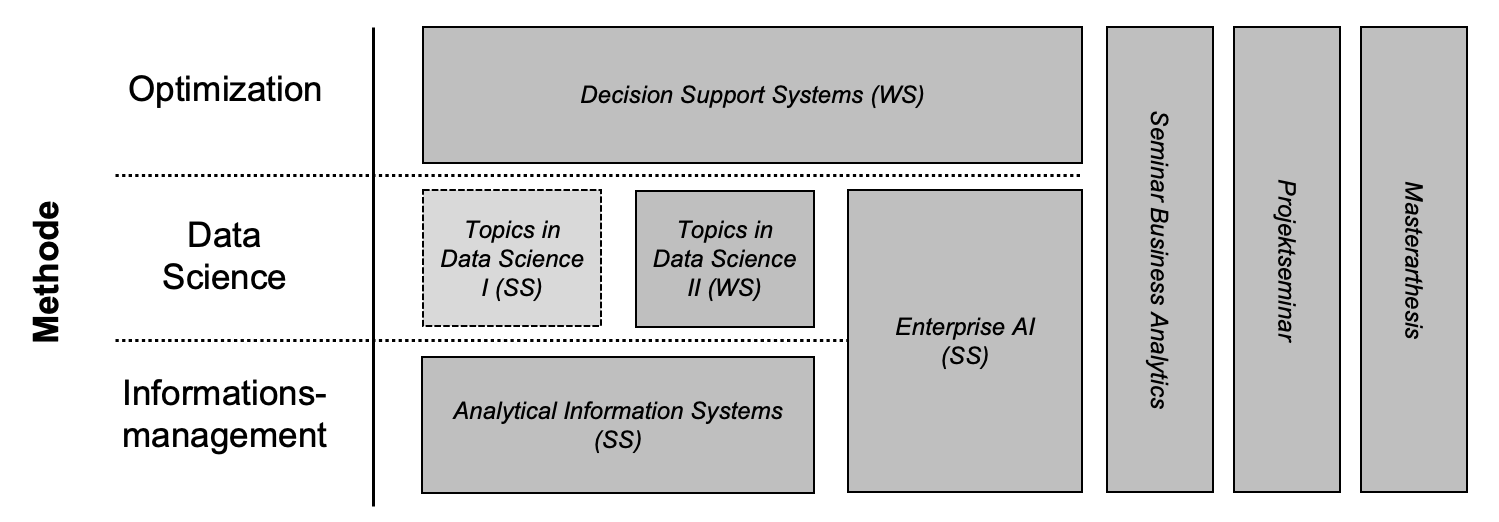 Methode
Optimization
Decision Support Systems (WS)
Data
Science
Topics in
Data Science
I (SS)
Topics in
Data Science
II (WS)
Enterprise AI
(SS)
Informations-
management
Analytical Information Systems
(SS)
Seminar Business Analytics
Projektseminar
Masterarthesis